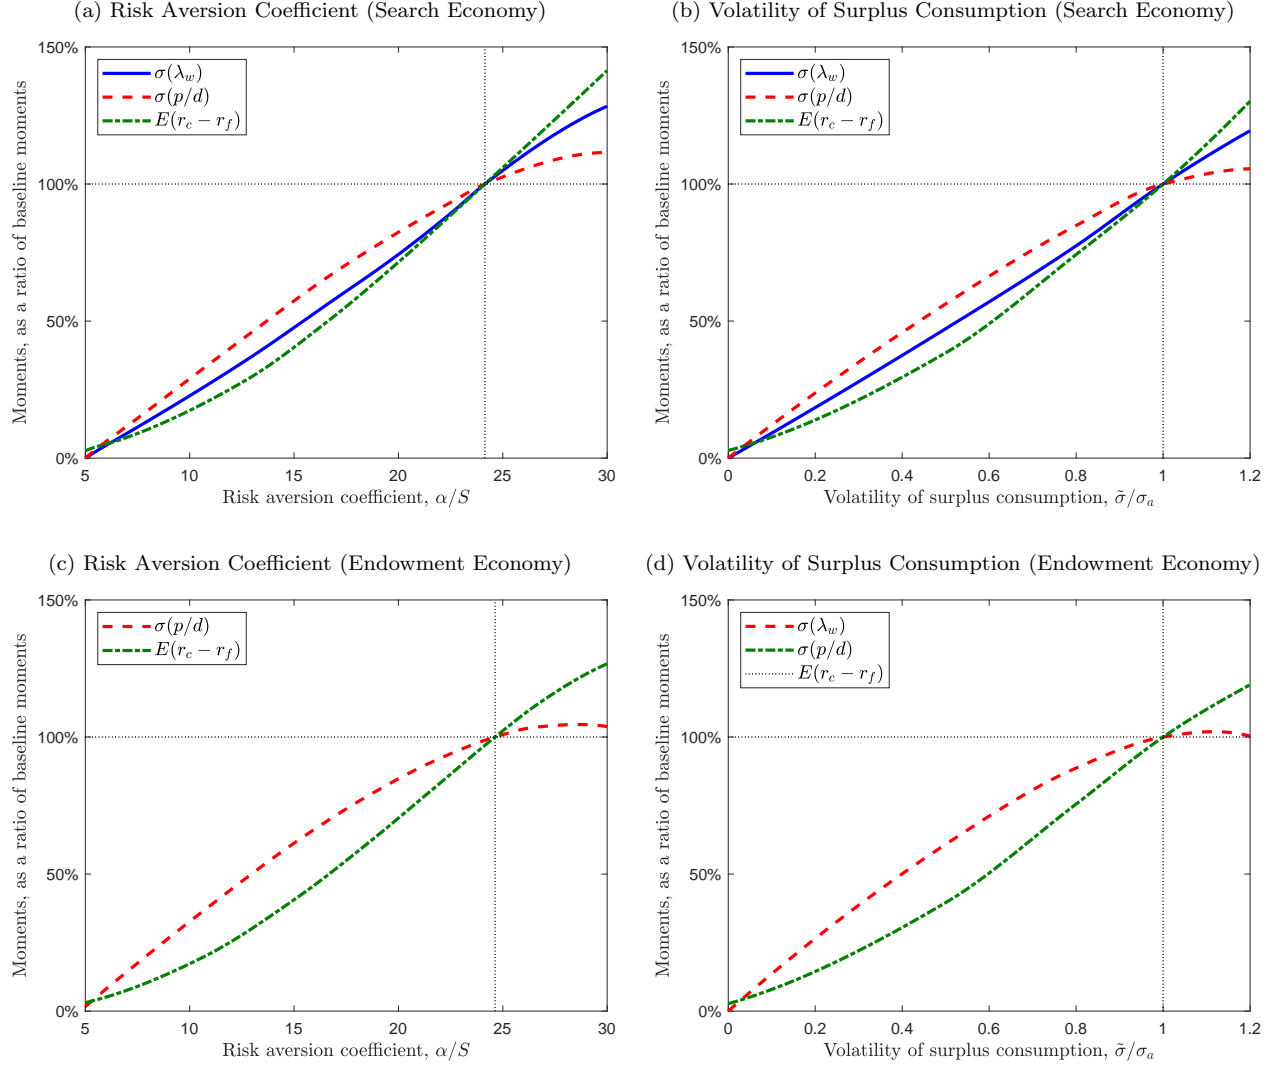 (a) Risk Aversion Coefficient (Search Economy)
150%
100%
50%
0%
Moments, as a ratio of baseline moments
σ(λ_w)
σ(p/d)
E(r_c − r_f)
5 10 15 20 25 30
Risk aversion coefficient, α/S
(b) Volatility of Surplus Consumption (Search Economy)
150%
100%
50%
0%
Moments, as a ratio of baseline moments
σ(λ_w)
σ(p/d)
E(r_c − r_f)
0 0.2 0.4 0.6 0.8 1 1.2
Volatility of surplus consumption, σ̃/σ_a
(c) Risk Aversion Coefficient (Endowment Economy)
150%
100%
50%
0%
Moments, as a ratio of baseline moments
σ(p/d)
E(r_c − r_f)
5 10 15 20 25 30
Risk aversion coefficient, α/S
(d) Volatility of Surplus Consumption (Endowment Economy)
150%
100%
50%
0%
Moments, as a ratio of baseline moments
σ(λ_w)
σ(p/d)
E(r_c − r_f)
0 0.2 0.4 0.6 0.8 1 1.2
Volatility of surplus consumption, σ̃/σ_a